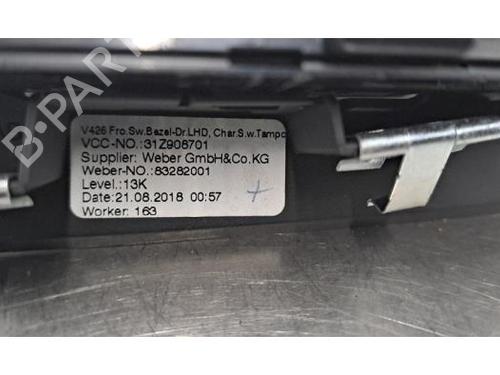 V426 Fro.Sw.Bezel-Dr.LHD, Char.S.w.Tampo
VCC-NO.:31Z908701
Supplier: Weber GmbH&Co.KG
Weber-NO.:83282001
Level.:13K
Date:21.08.2018 00:57
Worker: 163
B-PARTS